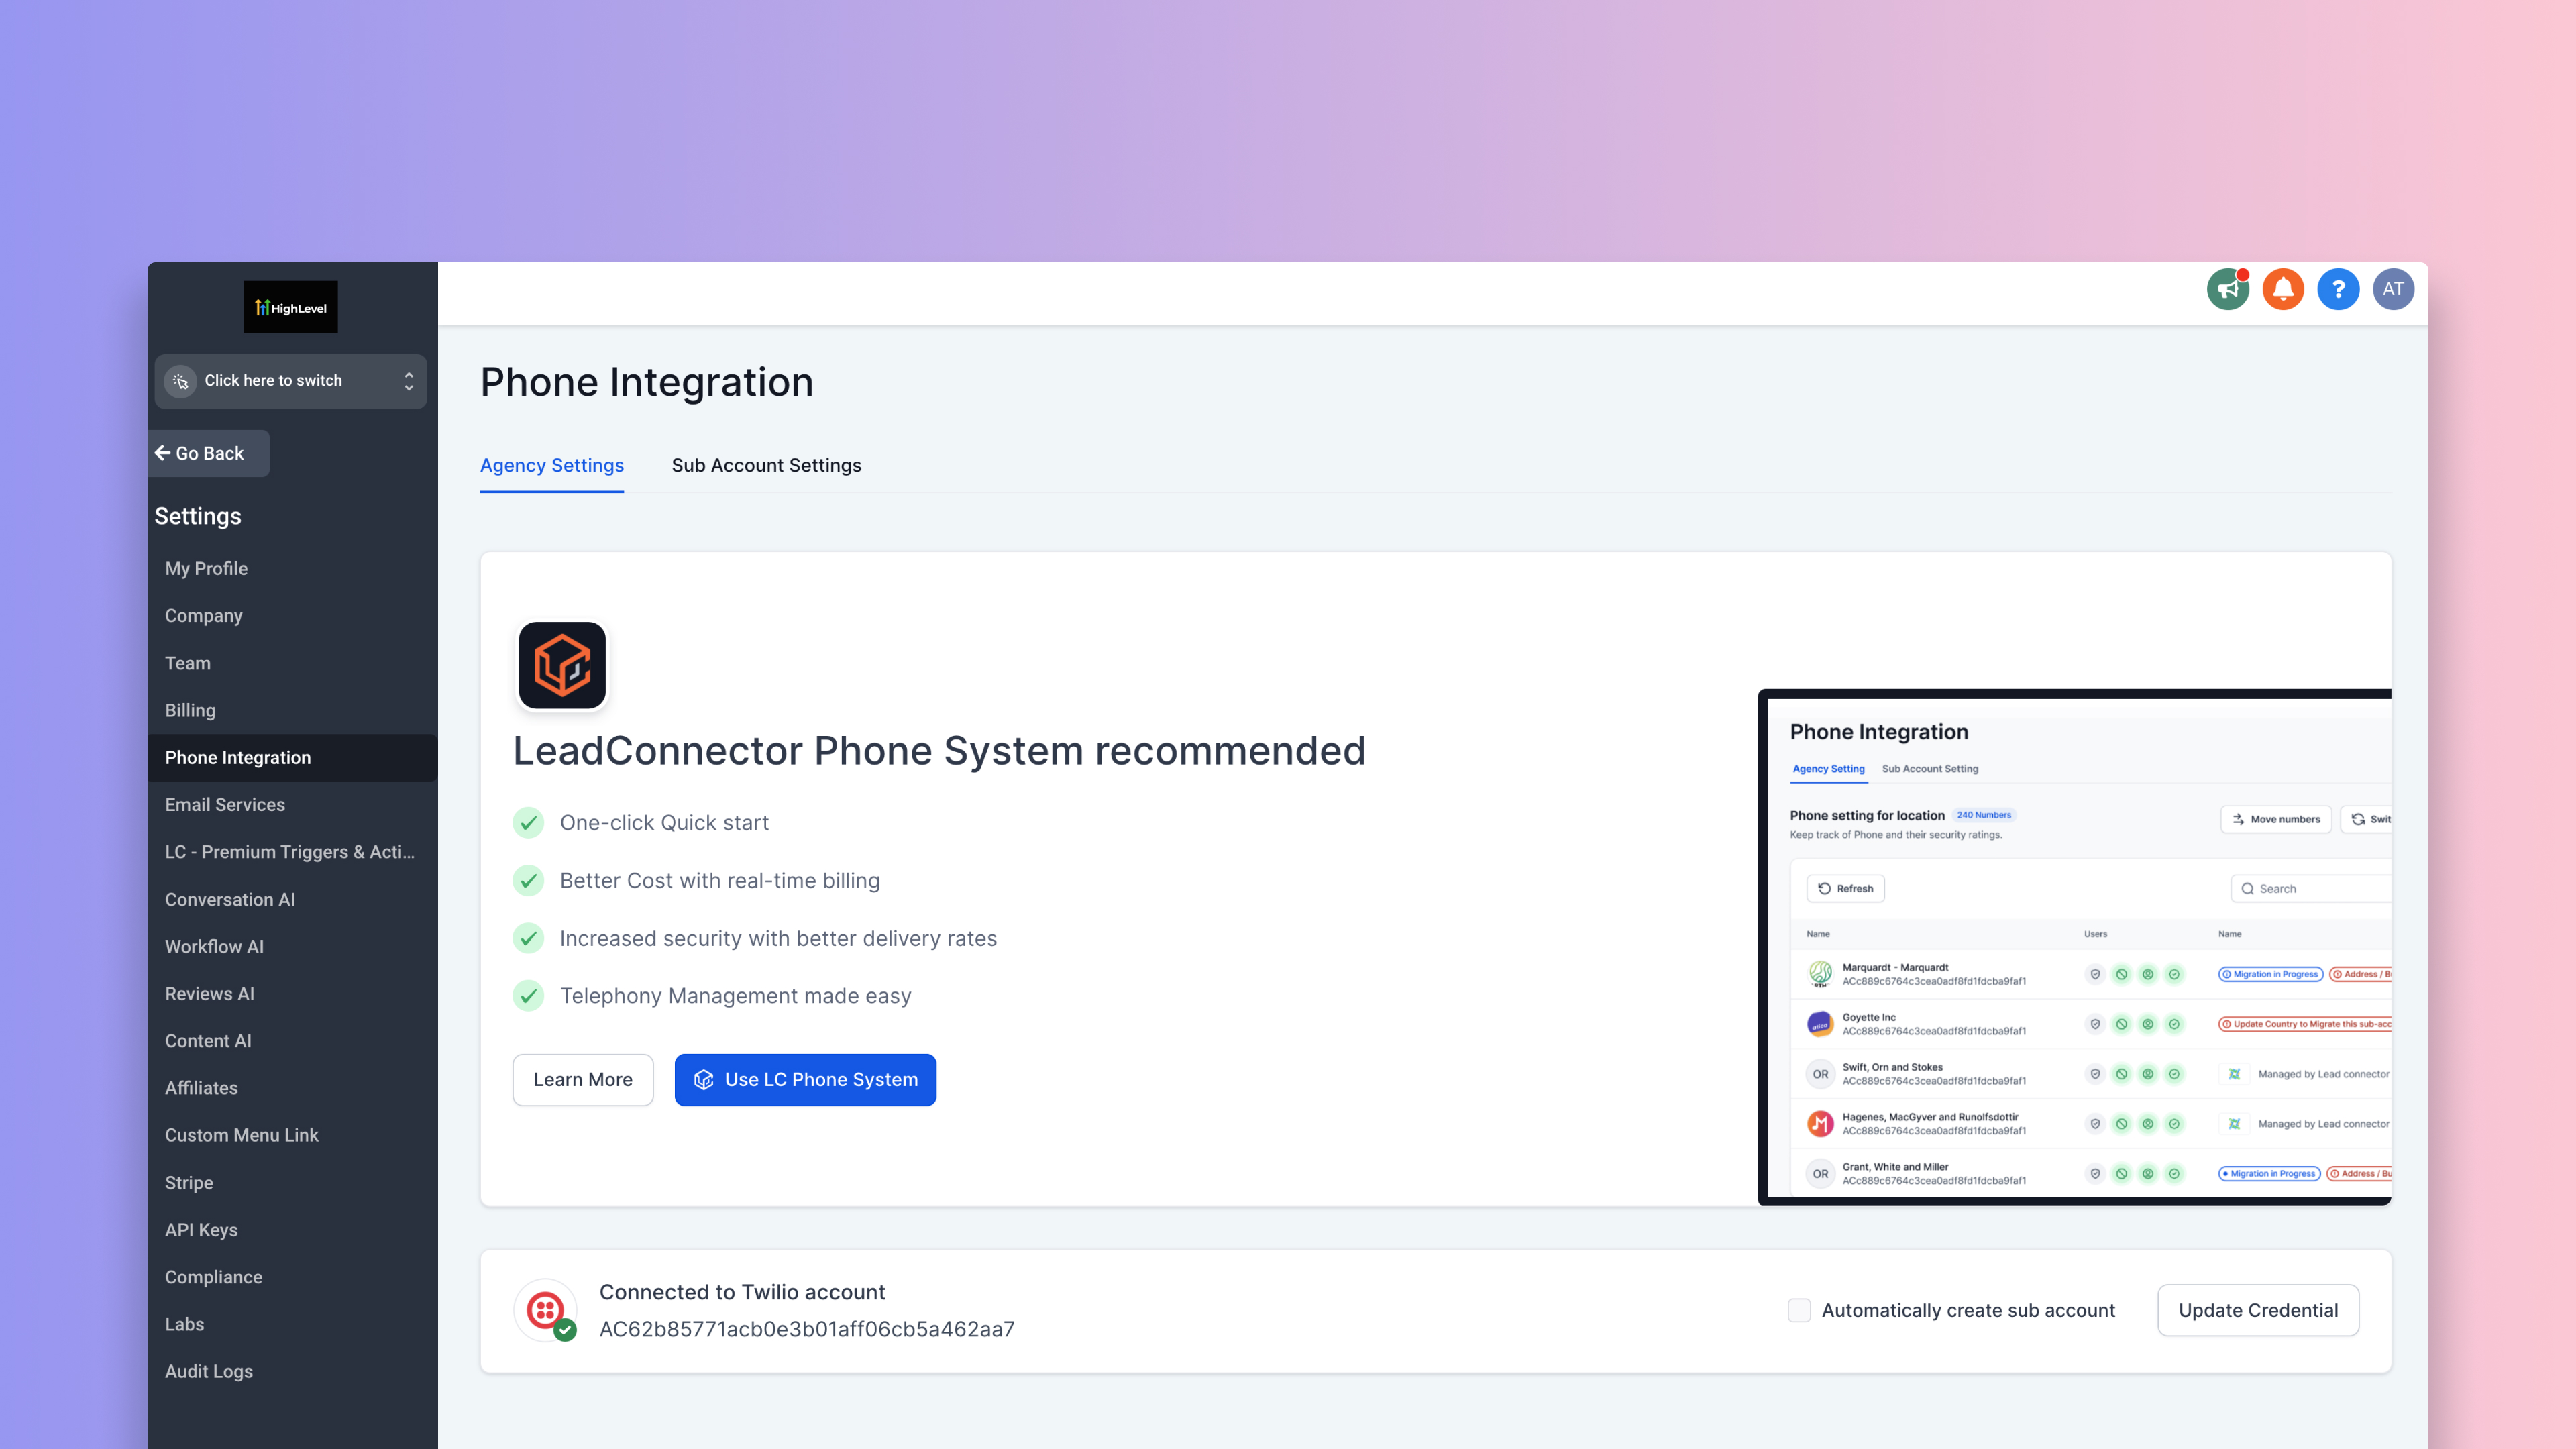 HighLevel
Click here to switch
Go Back
Settings
My Profile
Company
Team
Billing
Phone Integration
Email Services
LC - Premium Triggers & Acti...
Conversation AI
Workflow AI
Reviews AI
Content AI
Affiliates
Custom Menu Link
Stripe
API Keys
Compliance
Labs
Audit Logs
AT
Phone Integration
Agency Settings Sub Account Settings
LeadConnector Phone System recommended
One-click Quick start
Better Cost with real-time billing
Increased security with better delivery rates
Telephony Management made easy
Learn More Use LC Phone System
Phone Integration
Agency Setting Sub Account Setting
Phone setting for location 240 Numbers
Keep track of Phone and their security ratings.
Move numbers Swit
Refresh Search
Name Users Name
Marquardt - Marquardt
ACc889c6764c3cea0adf8fd1fdcba9faf1
Migration in Progress Address / B
Goyette Inc
ACc889c6764c3cea0adf8fd1fdcba9faf1
Update Country to Migrate this sub-acc
OR
Swift, Orn and Stokes
ACc889c6764c3cea0adf8fd1fdcba9faf1
Managed by Lead connector
Hagenes, MacGyver and Runolfsdottir
ACc889c6764c3cea0adf8fd1fdcba9faf1
Managed by Lead connector
OR
Grant, White and Miller
ACc889c6764c3cea0adf8fd1fdcba9faf1
Migration in Progress Address / Bu
Connected to Twilio account
AC62b85771acb0e3b01aff06cb5a462aa7
Automatically create sub account Update Credential